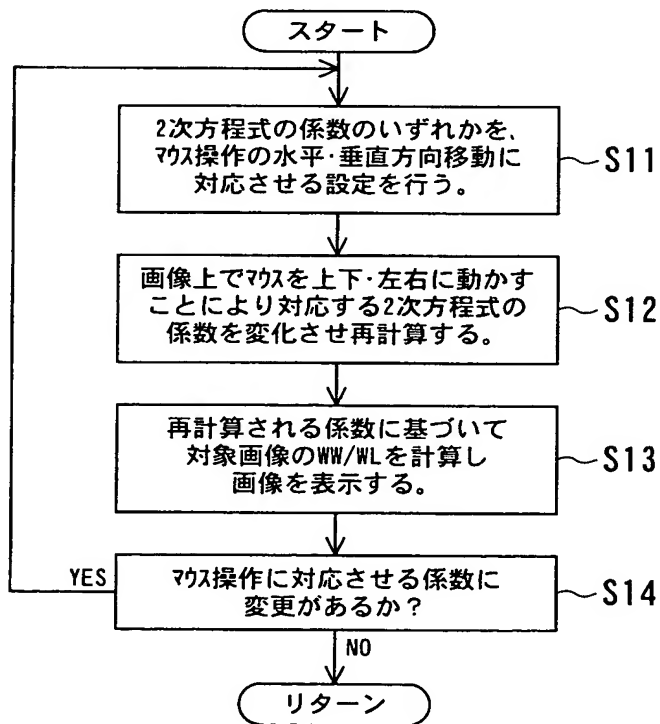 スタート
2次方程式の係数のいずれかを、
マウス操作の水平・垂直方向移動に
対応させる設定を行う。
S11
画像上でマウスを上下・左右に動かす
ことにより対応する2次方程式の
係数を変化させ再計算する。
S12
再計算される係数に基づいて
対象画像のWW/WLを計算し
画像を表示する。
S13
YES
マウス操作に対応させる係数に
変更があるか？
S14
NO
リターン